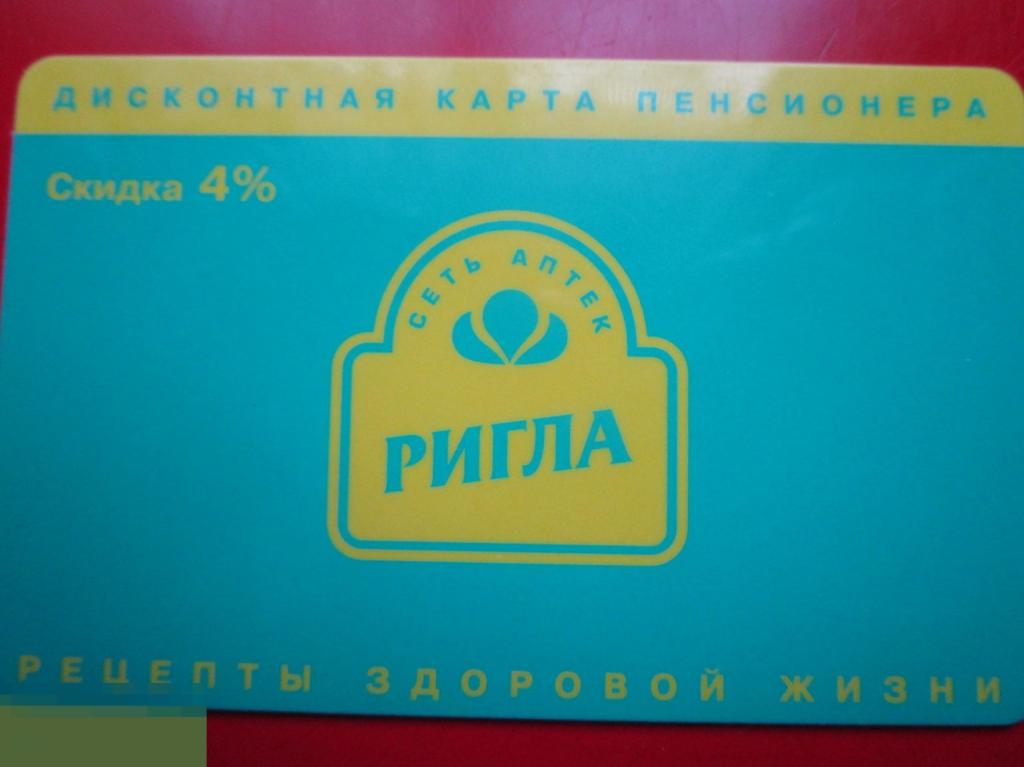 ДИСКОНТНАЯ КАРТА ПЕНСИОНЕРА
Скидка 4%
СЕТЬ АПТЕК
РИГЛА
РЕЦЕПТЫ ЗДОРОВОЙ ЖИЗНИ